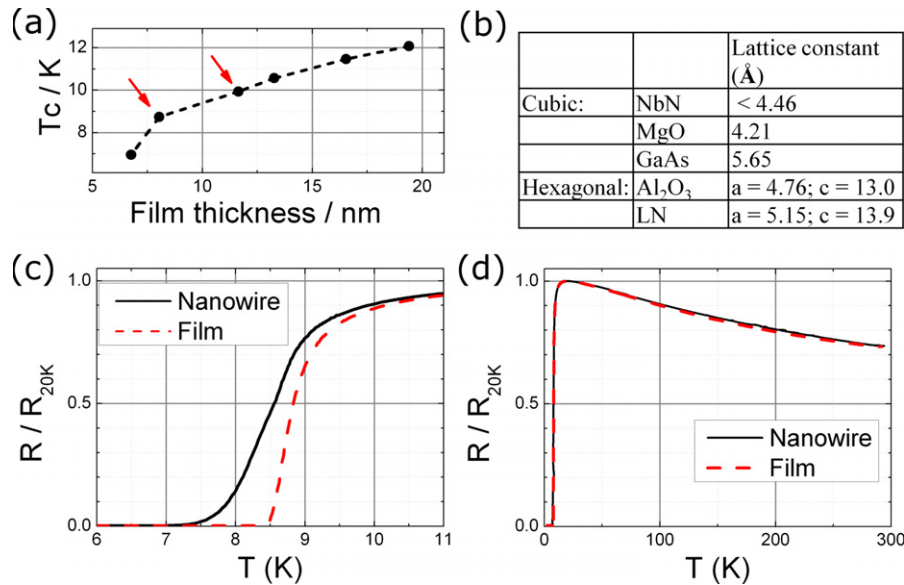 (a)
Tc / K
12
10
8
6
5 10 15 20
Film thickness / nm
(b)
Lattice constant
(Å)
Cubic: NbN < 4.46
MgO 4.21
GaAs 5.65
Hexagonal: Al₂O₃ a = 4.76; c = 13.0
LN a = 5.15; c = 13.9
(c)
R / R₂₀K
1.0
0.5
0.0
Nanowire
Film
6 7 8 9 10 11
T (K)
(d)
R / R₂₀K
1.0
0.5
0.0
Nanowire
Film
0 100 200 300
T (K)